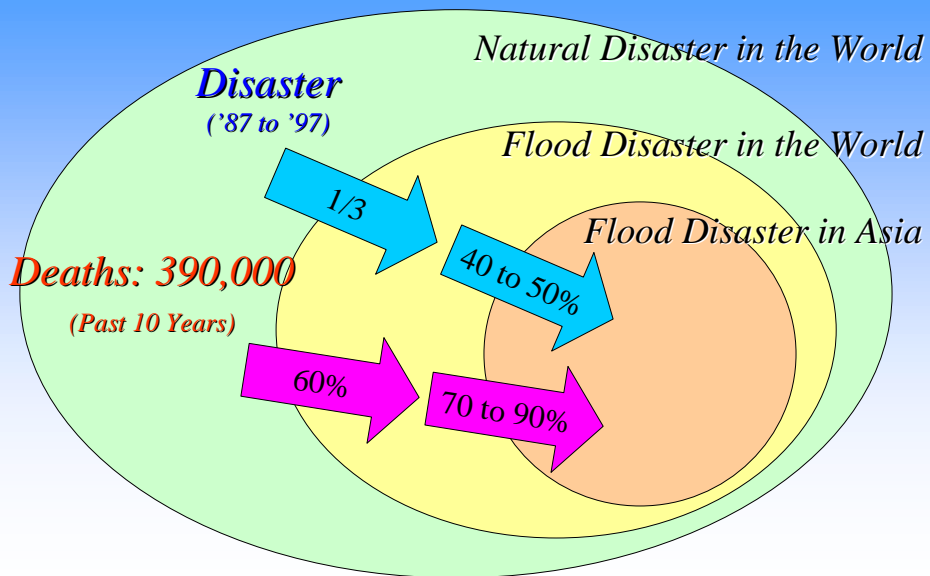 Natural Disaster in the World
Disaster
(’87 to ’97)
Flood Disaster in the World
1/3
Flood Disaster in Asia
40 to 50%
Deaths: 390,000
(Past 10 Years)
60%
70 to 90%